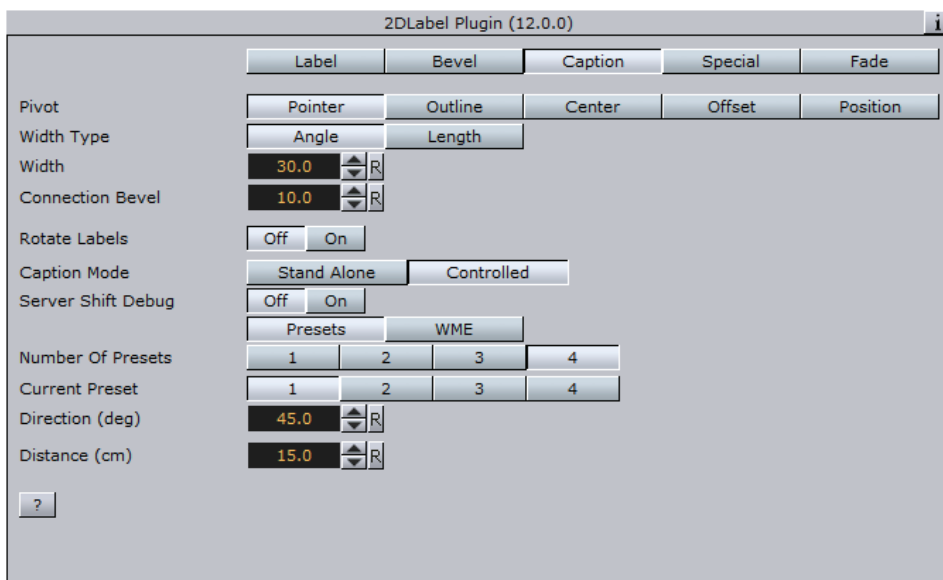 2DLabel Plugin (12.0.0) i
Label Bevel Caption Special Fade
Pivot Pointer Outline Center Offset Position
Width Type Angle Length
Width 30.0 R
Connection Bevel 10.0 R
Rotate Labels Off On
Caption Mode Stand Alone Controlled
Server Shift Debug Off On
Presets WME
Number Of Presets 1 2 3 4
Current Preset 1 2 3 4
Direction (deg) 45.0 R
Distance (cm) 15.0 R
?